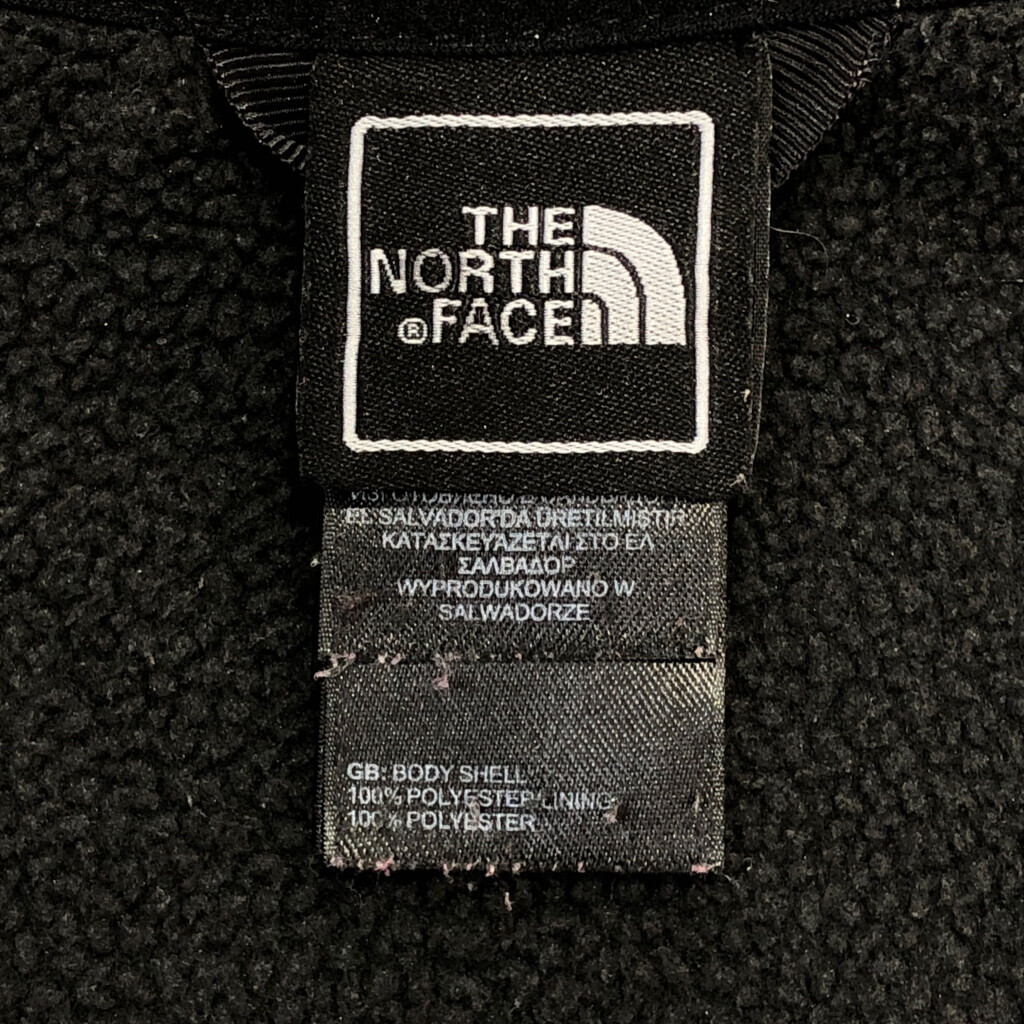 THE
NORTH
®FACE
EL SALVADOR'DA ÜRETILMISTIR
ΚΑΤΑΣΚΕΥΑΖΕΤΑΙ ΣΤΟ ΕΛ
ΣΑΛΒΑΔΟΡ
WYPRODUKOWANO W
SALWADORZE
GB: BODY SHELL
100% POLYESTER LINING
100% POLYESTER